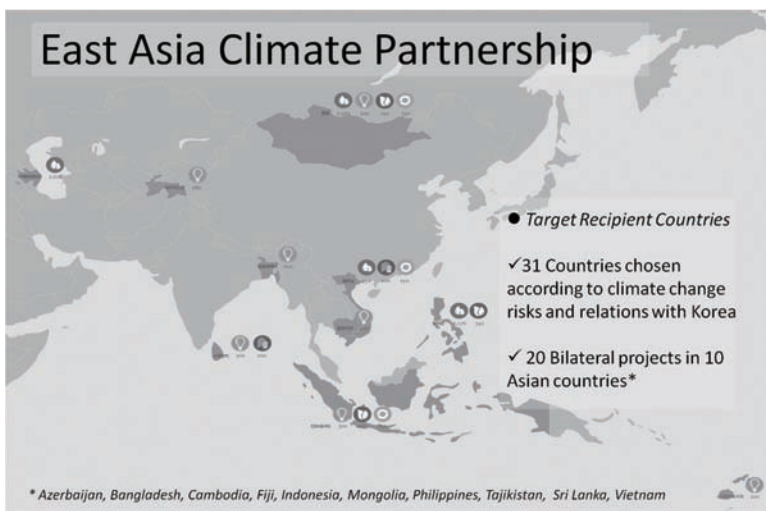 East Asia Climate Partnership
● Target Recipient Countries
✓31 Countries chosen
according to climate change
risks and relations with Korea
✓ 20 Bilateral projects in 10
Asian countries*
* Azerbaijan, Bangladesh, Cambodia, Fiji, Indonesia, Mongolia, Philippines, Tajikistan, Sri Lanka, Vietnam